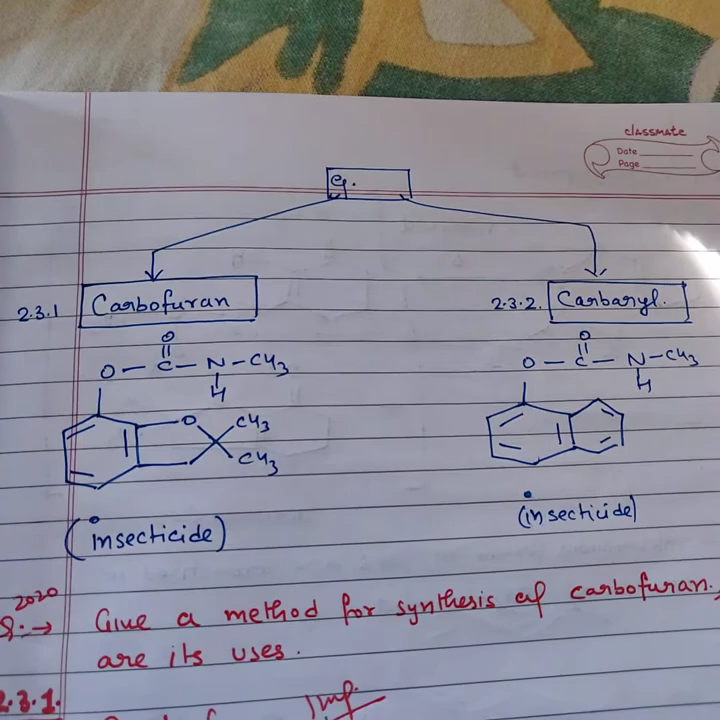 classmate
Date
Page
eg.
2.3.1 Carbofuran
2.3.2. Carbaryl.
O
O – C – N – CH3
H
O
CH3
CH3
O
O – C – N – CH3
H
(insecticide)
(insecticide)
2020
Q:→ Give a method for synthesis of carbofuran.,
are its uses.
2.3.1.
Imp